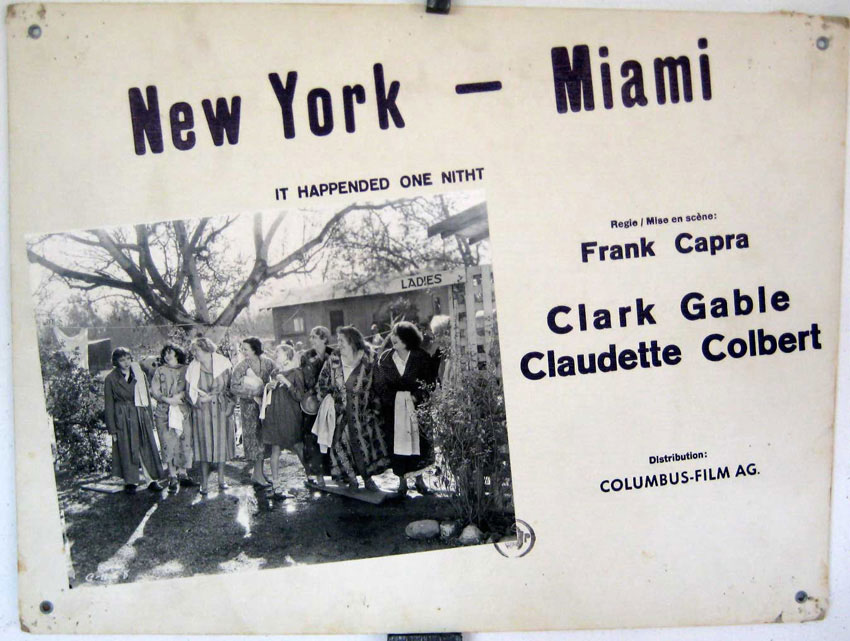 New York – Miami
IT HAPPENDED ONE NITHT
Regie / Mise en scène:
Frank Capra
LADIES
Clark Gable
Claudette Colbert
Distribution:
COLUMBUS-FILM AG.